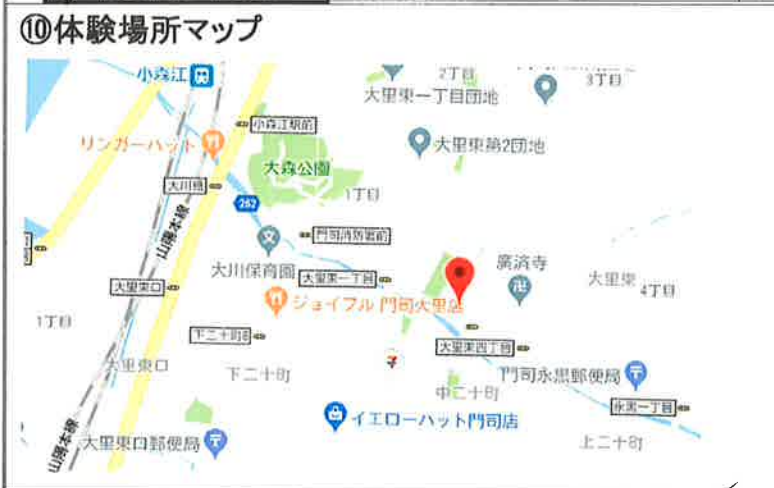 ⑩体験場所マップ
小森江
2丁目
3丁目
大里東一丁目団地
小森江駅前
リンガーハット
大里東第2団地
大森公園
大川橋
1丁目
262
山陽本線
門司消防署前
大川保育園
廣済寺
大里東一丁目
大里東
4丁目
大里東口
ジョイフル 門司大里店
1丁目
下二十町
大里東四丁目
大里東口
下二十町
門司永黒郵便局
中二十町
永黒一丁目
イエローハット門司店
大里東口郵便局
上二十町
山陽本線